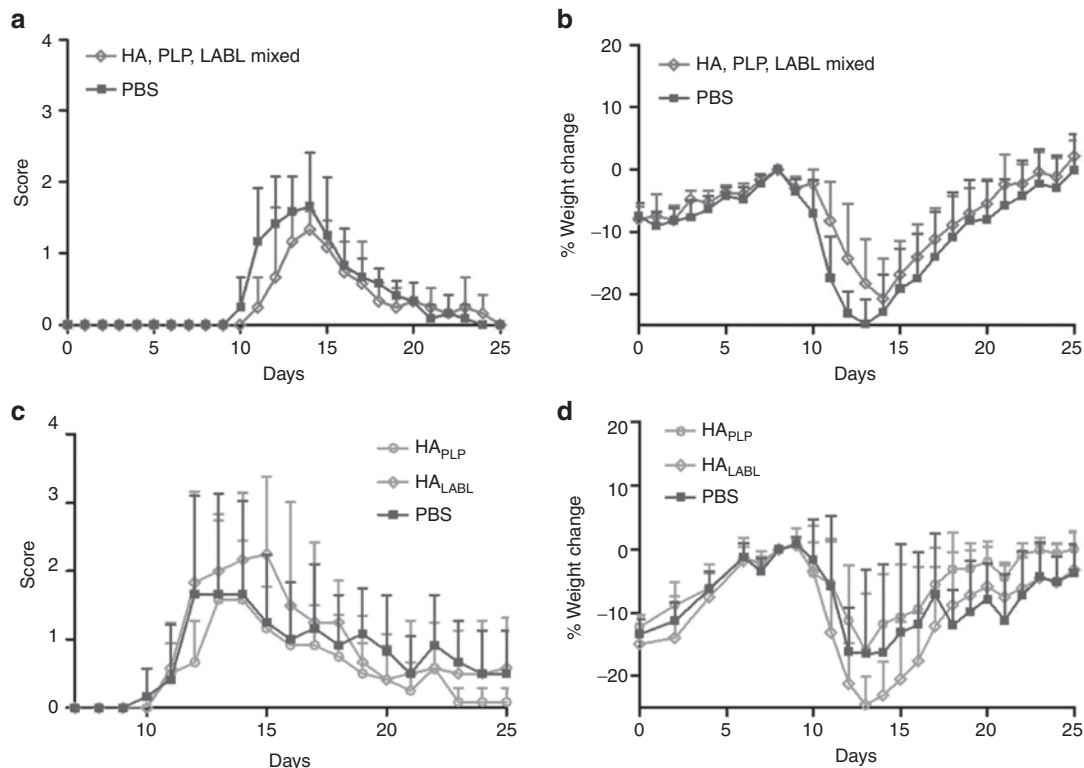 a
4
3
2
1
0
Score
HA, PLP, LABL mixed
PBS
0 5 10 15 20 25
Days
b
20
10
0
−10
−20
% Weight change
HA, PLP, LABL mixed
PBS
0 5 10 15 20 25
Days
c
4
3
2
1
0
Score
HAPLP
HALABL
PBS
10 15 20 25
Days
d
20
10
0
−10
−20
% Weight change
HAPLP
HALABL
PBS
0 5 10 15 20 25
Days